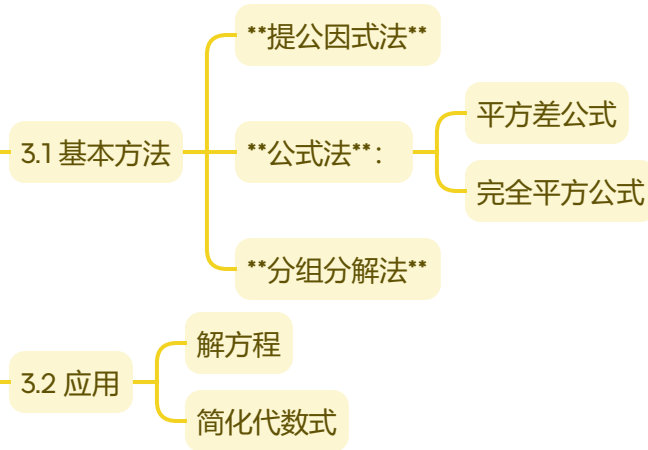 3.1 基本方法
**提公因式法**
**公式法**：
平方差公式
完全平方公式
**分组分解法**
3.2 应用
解方程
简化代数式